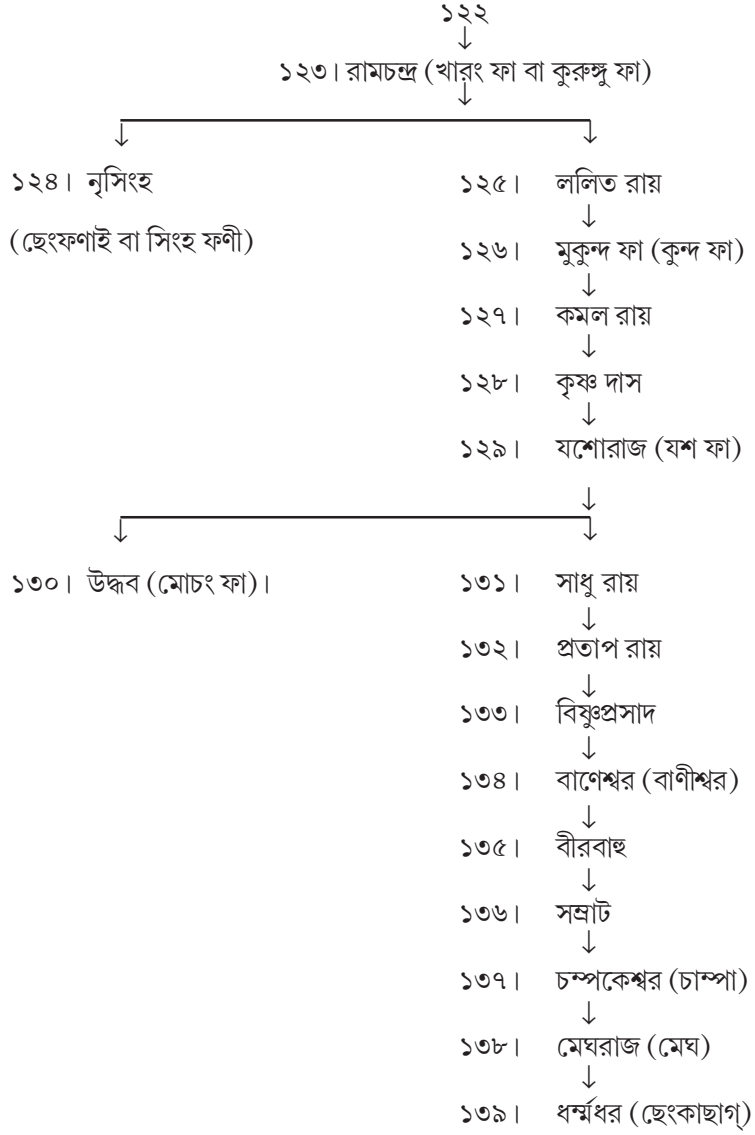 ১২২
১২৩। রামচন্দ্র (খারং ফা বা কুরুঙ্গু ফা)
১২৪। নৃসিংহ ১২৫। ললিত রায়
(ছেংফণাই বা সিংহ ফণী) ১২৬। মুকুন্দ ফা (কুন্দ ফা)
১২৭। কমল রায়
১২৮। কৃষ্ণ দাস
১২৯। যশোরাজ (যশ ফা)
১৩০। উদ্ধব (মোচং ফা)। ১৩১। সাধু রায়
১৩২। প্রতাপ রায়
১৩৩। বিষ্ণুপ্রসাদ
১৩৪। বাণেশ্বর (বাণীশ্বর)
১৩৫। বীরবাহু
১৩৬। সম্রাট
১৩৭। চম্পকেশ্বর (চাম্পা)
১৩৮। মেঘরাজ (মেঘ)
১৩৯। ধর্ম্মধর (ছেংকাছাগ্)